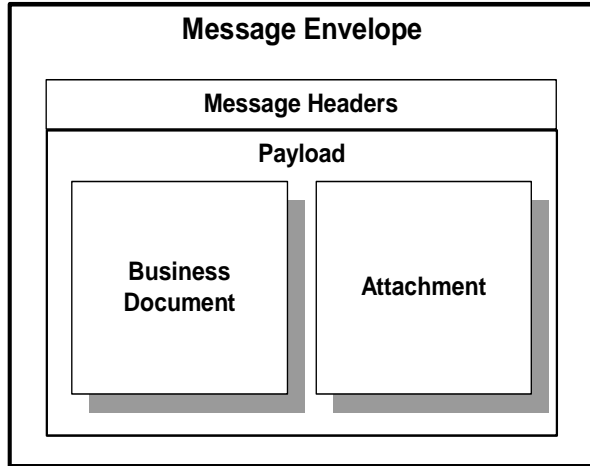 Message Envelope
Message Headers
Payload
Business
Document
Attachment